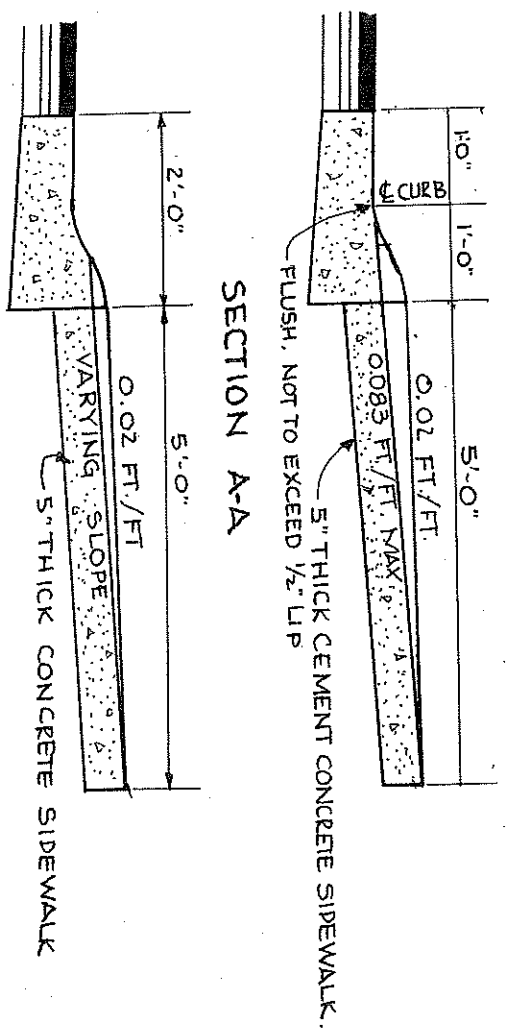 1'-0" 1'-0" 5'-0"
℄ CURB
0.02 FT./FT.
0.083 FT./FT. MAX.
5" THICK CEMENT CONCRETE SIDEWALK.
FLUSH, NOT TO EXCEED 1/2" LIP
SECTION A-A
2'-0" 5'-0"
0.02 FT./FT
VARYING SLOPE
5" THICK CONCRETE SIDEWALK